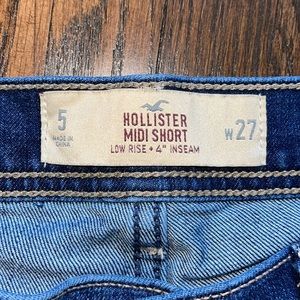 5
MADE IN
CHINA
HOLLISTER
MIDI SHORT
LOW RISE • 4" INSEAM
W27